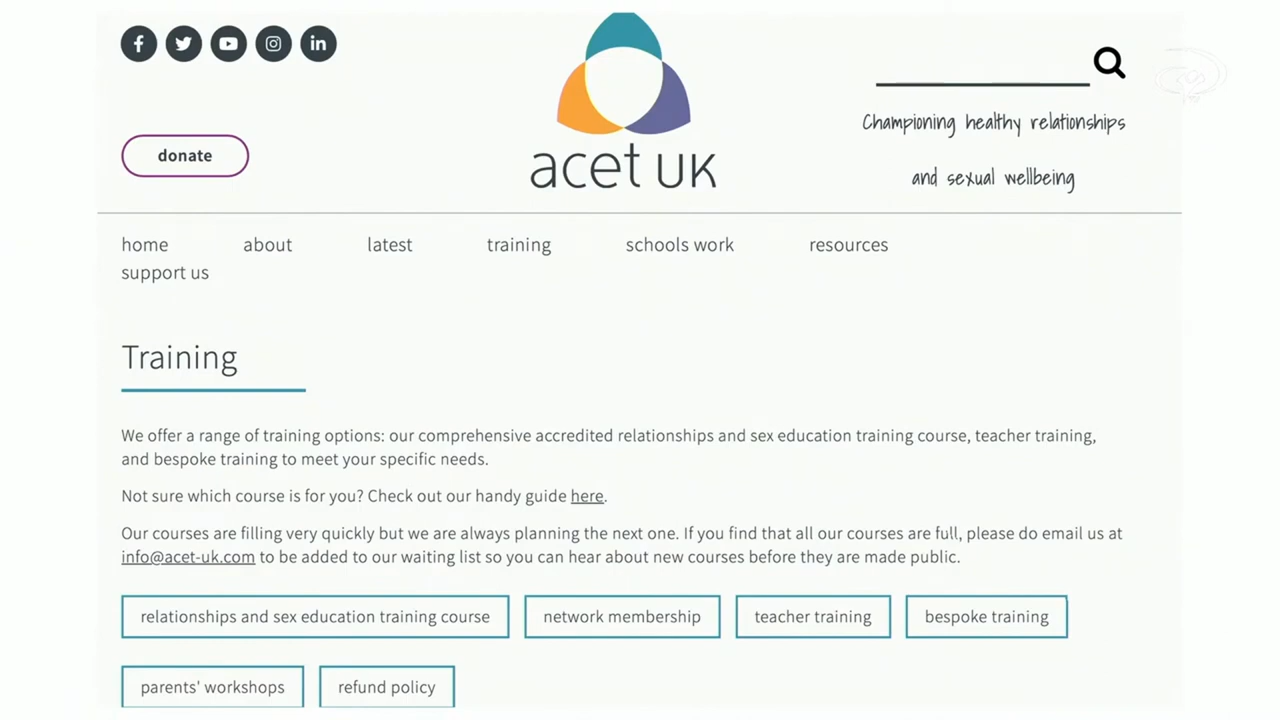 donate
acet UK
Championing healthy relationships
and sexual wellbeing
home about latest training schools work resources
support us
Training
We offer a range of training options: our comprehensive accredited relationships and sex education training course, teacher training,
and bespoke training to meet your specific needs.
Not sure which course is for you? Check out our handy guide here.
Our courses are filling very quickly but we are always planning the next one. If you find that all our courses are full, please do email us at
info@acet-uk.com to be added to our waiting list so you can hear about new courses before they are made public.
relationships and sex education training course network membership teacher training bespoke training
parents' workshops refund policy